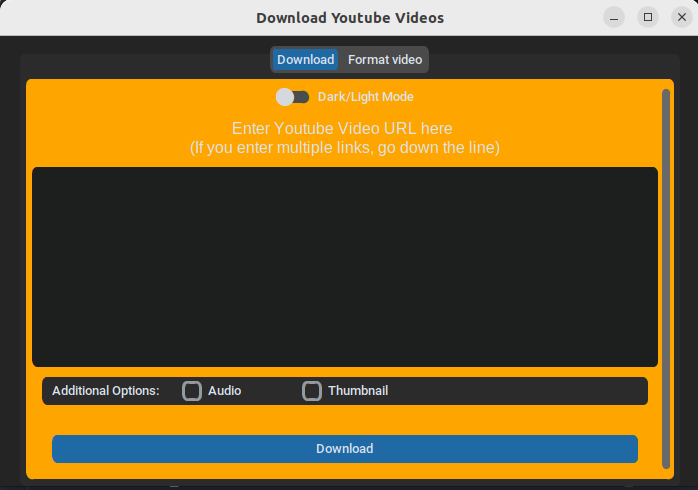 Download Youtube Videos
Download Format video
Dark/Light Mode
Enter Youtube Video URL here
(If you enter multiple links, go down the line)
Additional Options: Audio Thumbnail
Download